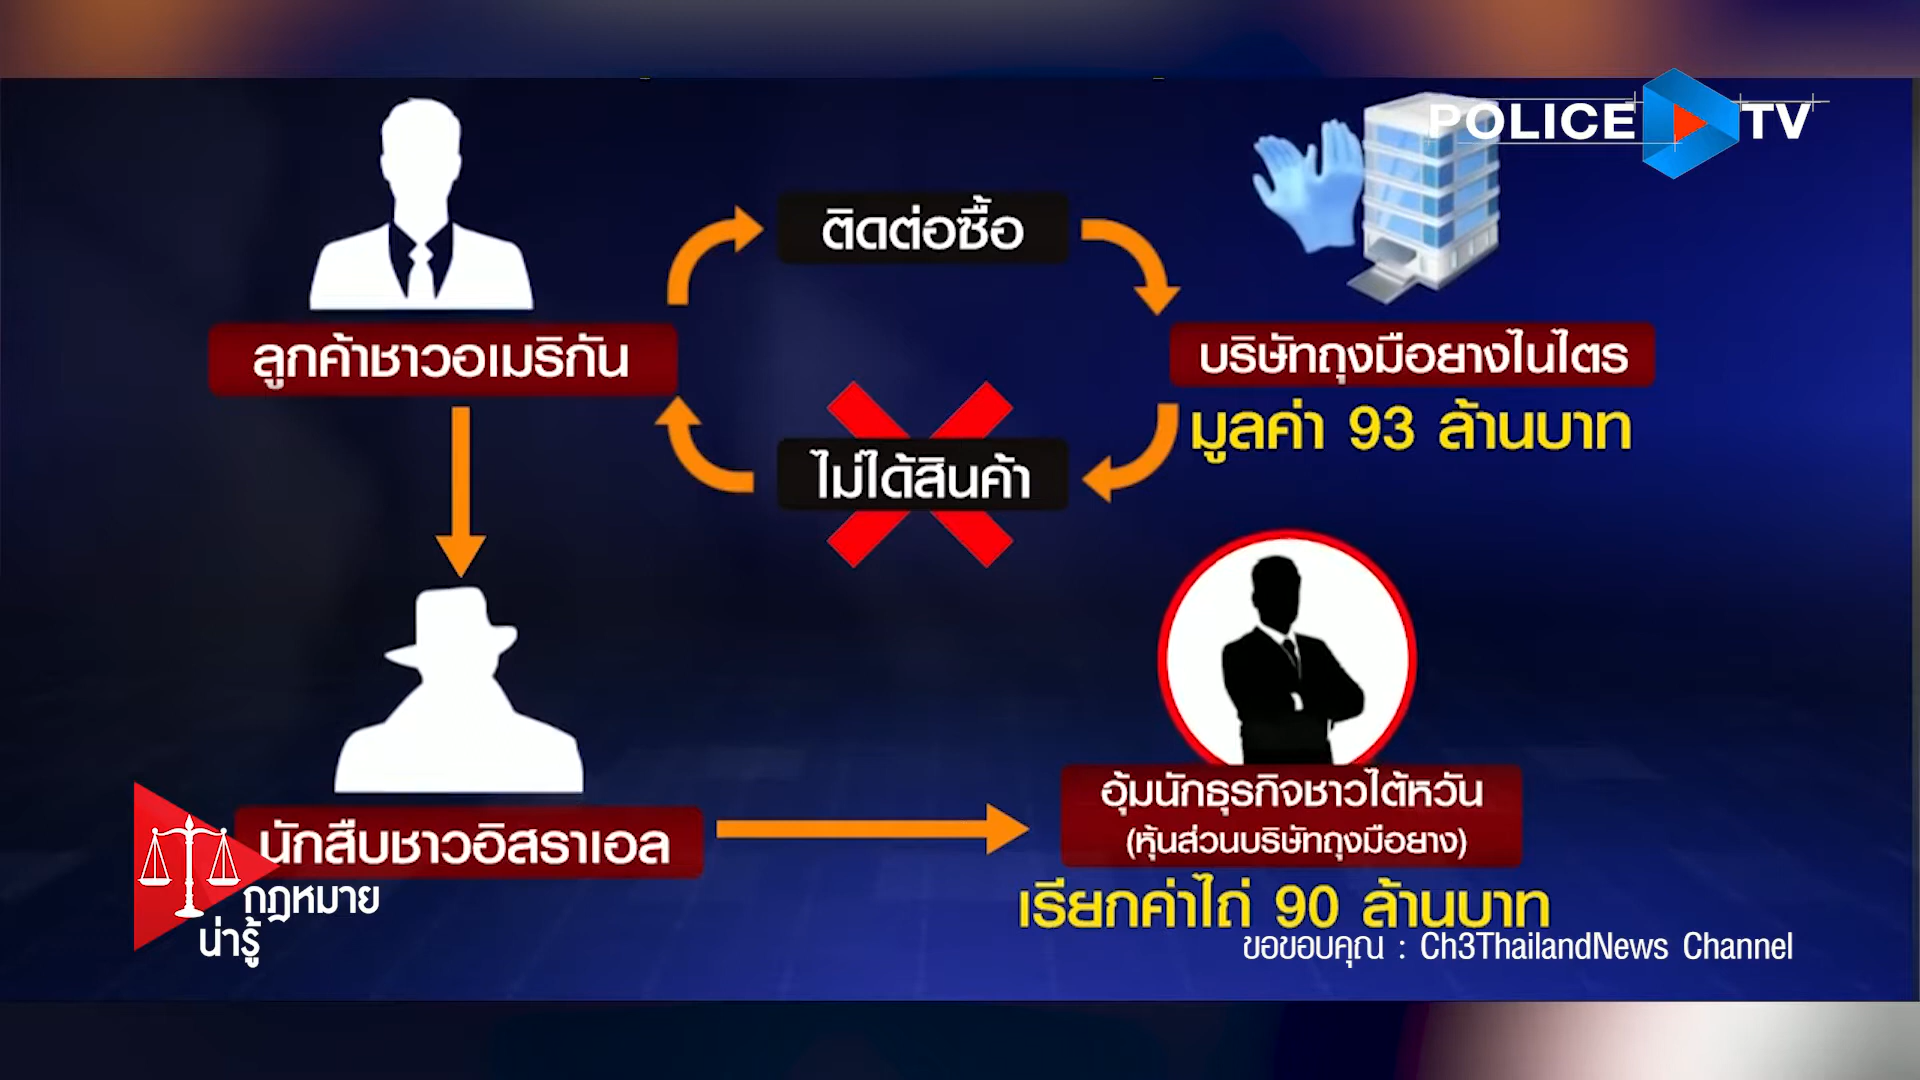 POLICE TV
ติดต่อซื้อ
ลูกค้าชาวอเมริกัน
บริษัทถุงมือยางไนไตร
มูลค่า 93 ล้านบาท
ไม่ได้สินค้า
นักสืบชาวอิสราเอล
อุ้มนักธุรกิจชาวไต้หวัน
(หุ้นส่วนบริษัทถุงมือยาง)
เรียกค่าไถ่ 90 ล้านบาท
กฎหมาย
น่ารู้
ขอขอบคุณ : Ch3ThailandNews Channel